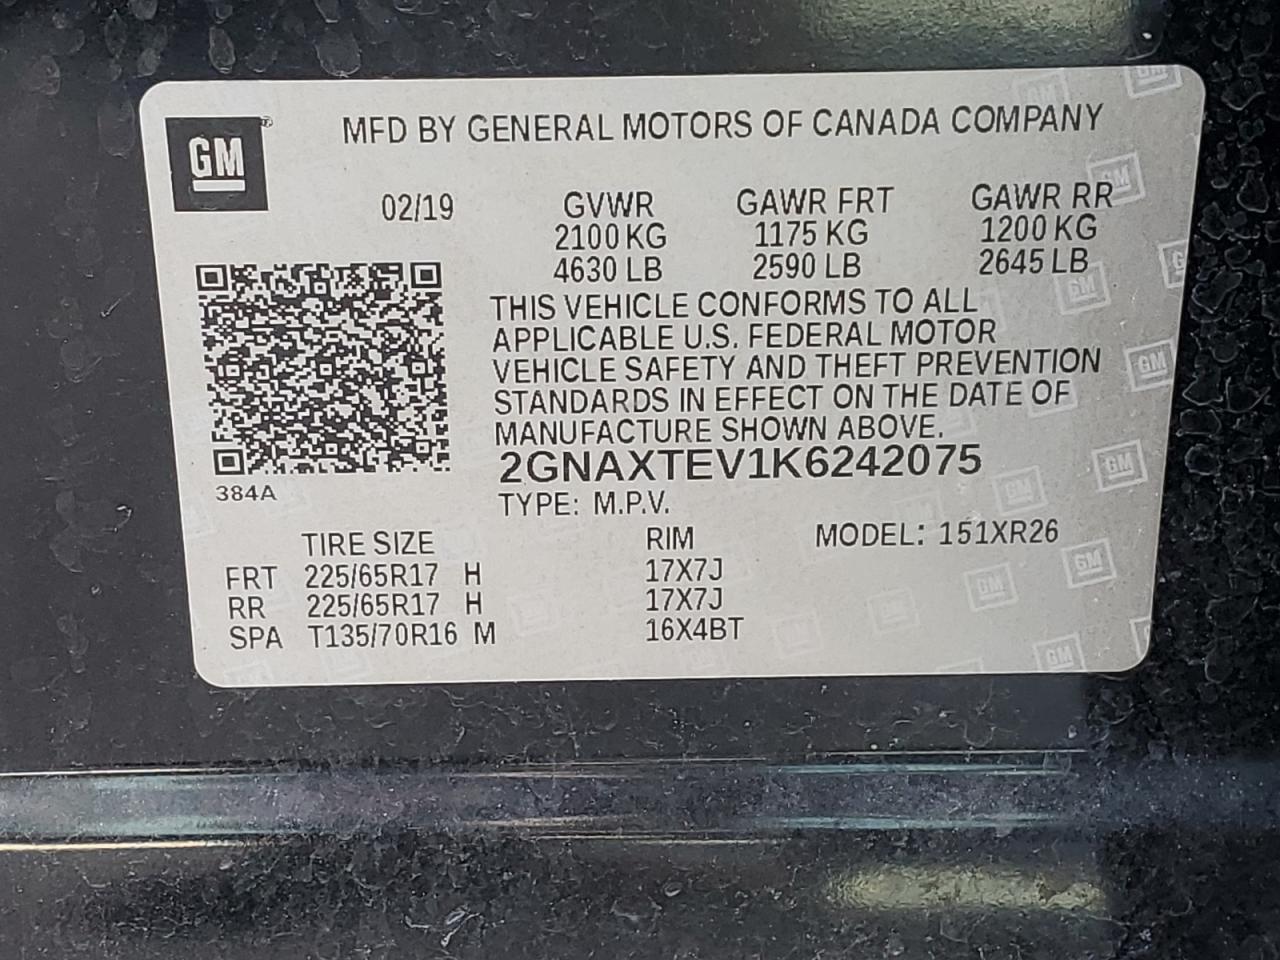 GM
MFD BY GENERAL MOTORS OF CANADA COMPANY
02/19 GVWR GAWR FRT GAWR RR
2100 KG 1175 KG 1200 KG
4630 LB 2590 LB 2645 LB
THIS VEHICLE CONFORMS TO ALL
APPLICABLE U.S. FEDERAL MOTOR
VEHICLE SAFETY AND THEFT PREVENTION
STANDARDS IN EFFECT ON THE DATE OF
MANUFACTURE SHOWN ABOVE.
2GNAXTEV1K6242075
384A
TYPE: M.P.V.
TIRE SIZE RIM MODEL: 151XR26
FRT 225/65R17 H 17X7J
RR 225/65R17 H 17X7J
SPA T135/70R16 M 16X4BT